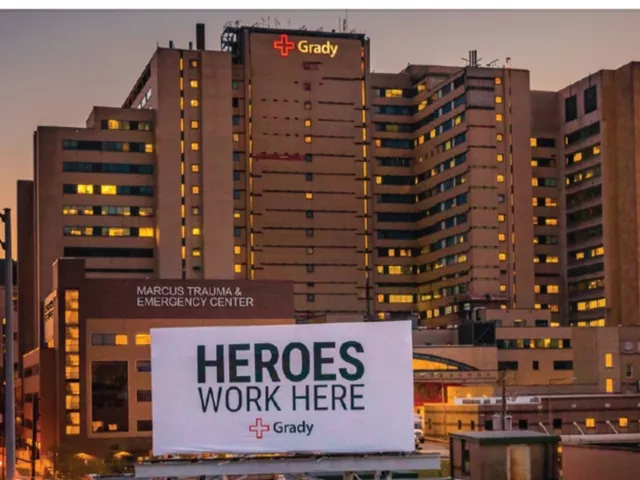 Grady
MARCUS TRAUMA &
EMERGENCY CENTER
HEROES
WORK HERE
Grady